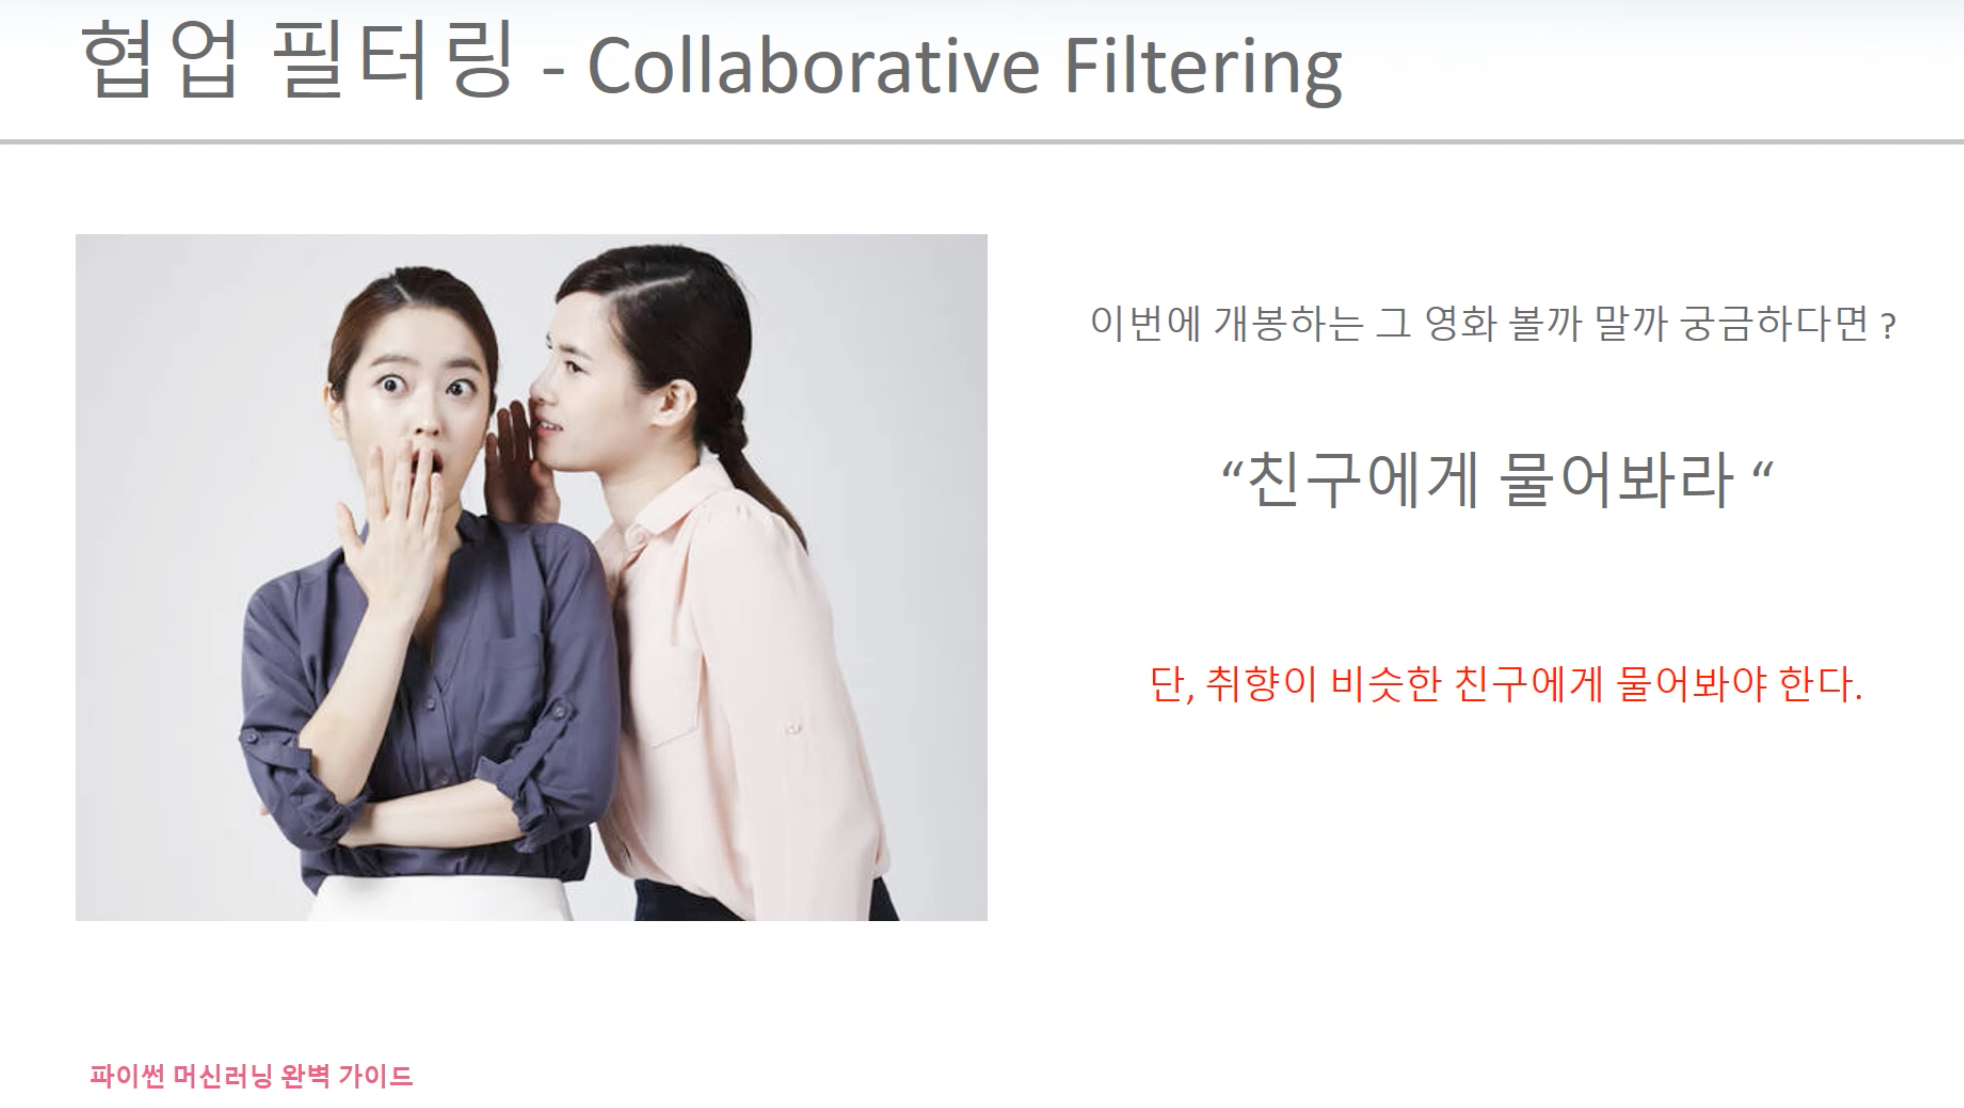 협업 필터링 - Collaborative Filtering
이번에 개봉하는 그 영화 볼까 말까 궁금하다면 ?
“친구에게 물어봐라 “
단, 취향이 비슷한 친구에게 물어봐야 한다.
파이썬 머신러닝 완벽 가이드